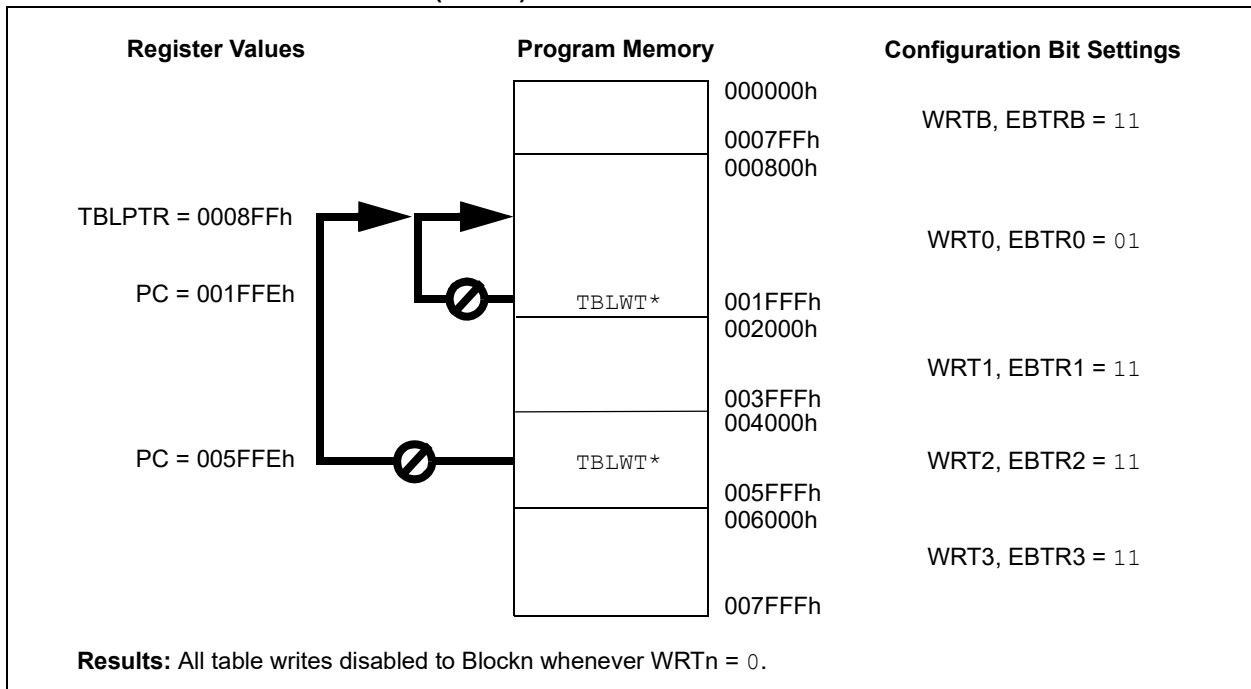 Register Values Program Memory Configuration Bit Settings
000000h
WRTB, EBTRB = 11
0007FFh
000800h
TBLPTR = 0008FFh
WRT0, EBTR0 = 01
PC = 001FFEh
TBLWT* 001FFFh
002000h
WRT1, EBTR1 = 11
003FFFh
004000h
PC = 005FFEh TBLWT* WRT2, EBTR2 = 11
005FFFh
006000h
WRT3, EBTR3 = 11
007FFFh
Results: All table writes disabled to Blockn whenever WRTn = 0.